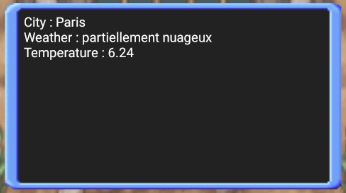 City : Paris
Weather : partiellement nuageux
Temperature : 6.24